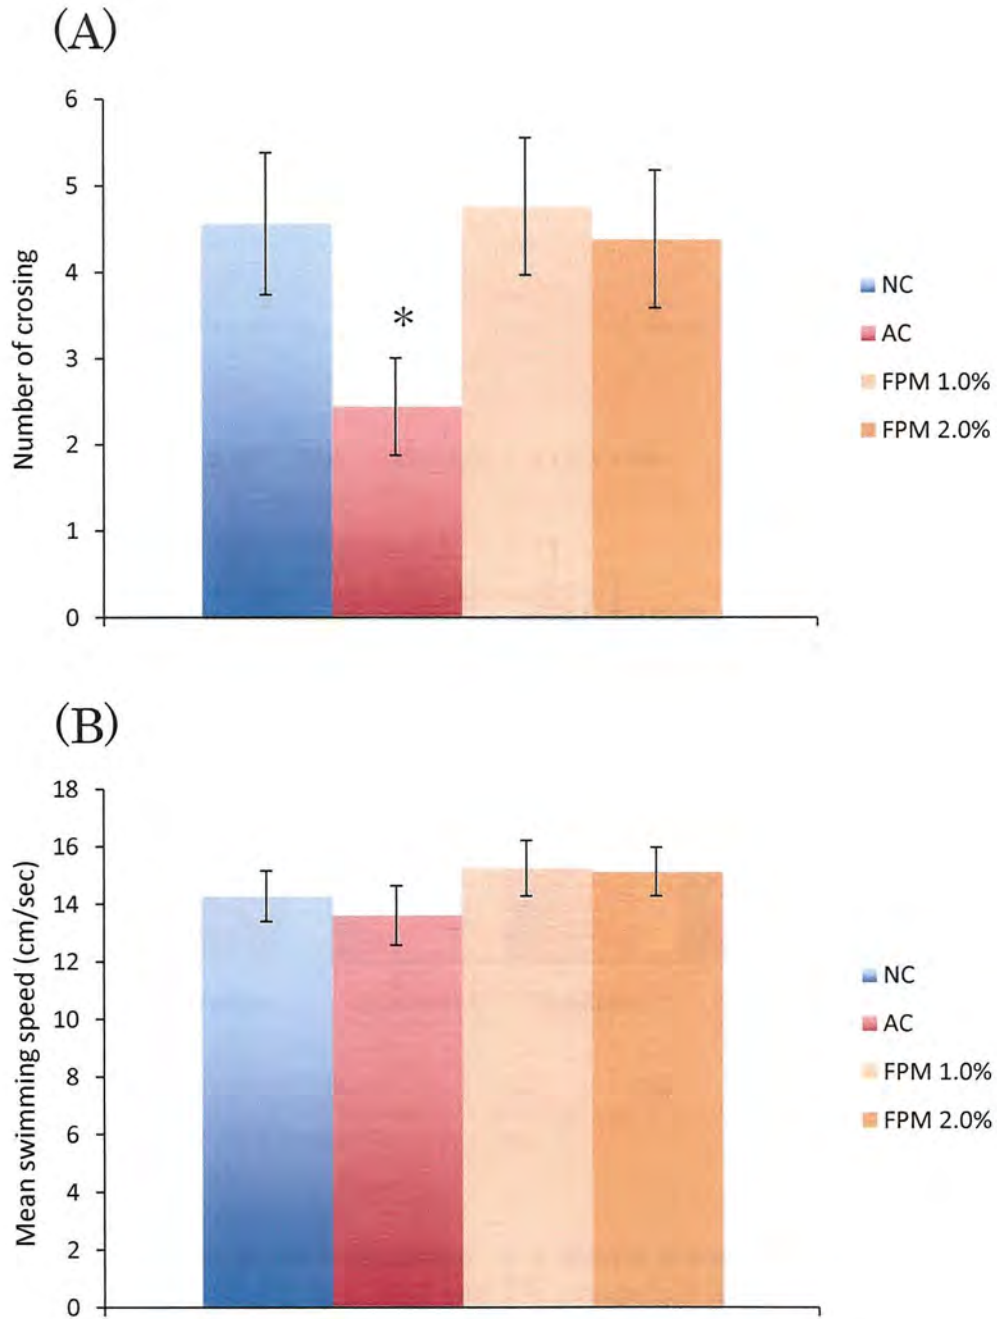 (A)
6
5
4
3
2
1
0
Number of crosing
*
NC
AC
FPM 1.0%
FPM 2.0%
(B)
18
16
14
12
10
8
6
4
2
0
Mean swimming speed (cm/sec)
NC
AC
FPM 1.0%
FPM 2.0%